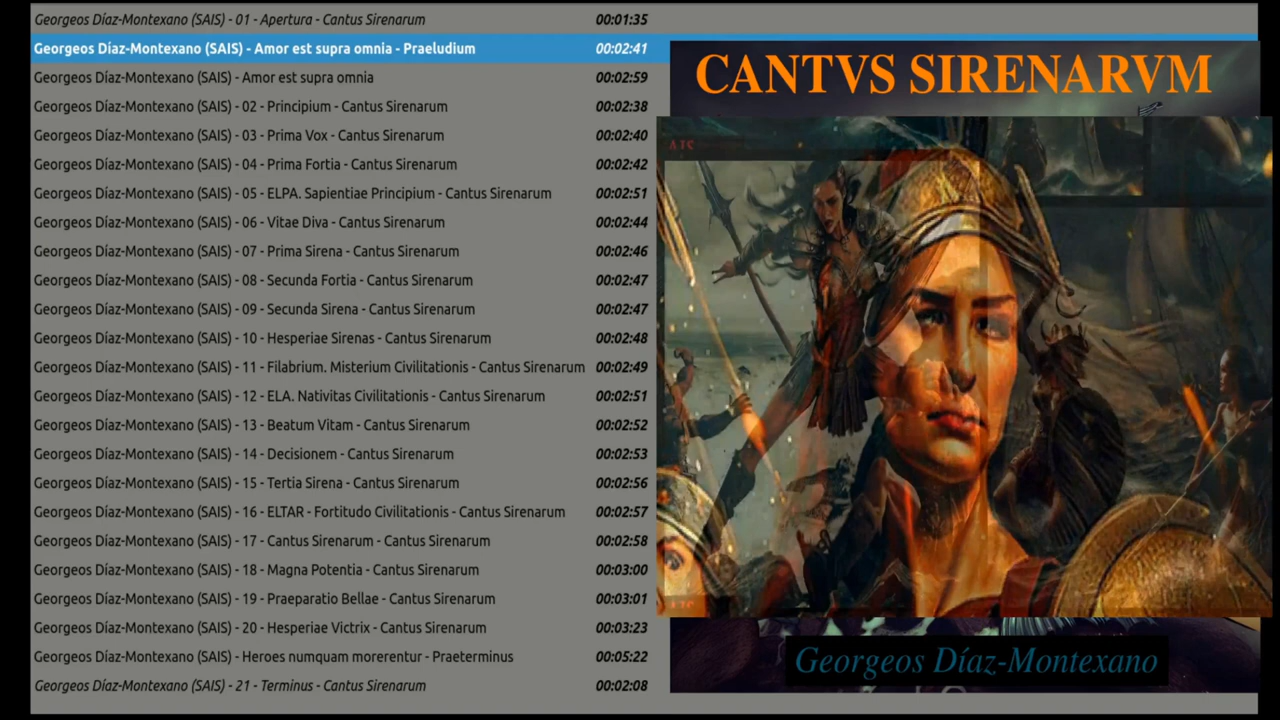 Georgeos Díaz-Montexano (SAIS) - 01 - Apertura - Cantus Sirenarum 00:01:35
Georgeos Díaz-Montexano (SAIS) - Amor est supra omnia - Praeludium 00:02:41
Georgeos Díaz-Montexano (SAIS) - Amor est supra omnia 00:02:59
Georgeos Díaz-Montexano (SAIS) - 02 - Principium - Cantus Sirenarum 00:02:38
Georgeos Díaz-Montexano (SAIS) - 03 - Prima Vox - Cantus Sirenarum 00:02:40
Georgeos Díaz-Montexano (SAIS) - 04 - Prima Fortia - Cantus Sirenarum 00:02:42
Georgeos Díaz-Montexano (SAIS) - 05 - ELPA. Sapientiae Principium - Cantus Sirenarum 00:02:51
Georgeos Díaz-Montexano (SAIS) - 06 - Vitae Diva - Cantus Sirenarum 00:02:44
Georgeos Díaz-Montexano (SAIS) - 07 - Prima Sirena - Cantus Sirenarum 00:02:46
Georgeos Díaz-Montexano (SAIS) - 08 - Secunda Fortia - Cantus Sirenarum 00:02:47
Georgeos Díaz-Montexano (SAIS) - 09 - Secunda Sirena - Cantus Sirenarum 00:02:47
Georgeos Díaz-Montexano (SAIS) - 10 - Hesperiae Sirenas - Cantus Sirenarum 00:02:48
Georgeos Díaz-Montexano (SAIS) - 11 - Filabrium. Misterium Civilitationis - Cantus Sirenarum 00:02:49
Georgeos Díaz-Montexano (SAIS) - 12 - ELA. Nativitas Civilitationis - Cantus Sirenarum 00:02:51
Georgeos Díaz-Montexano (SAIS) - 13 - Beatum Vitam - Cantus Sirenarum 00:02:52
Georgeos Díaz-Montexano (SAIS) - 14 - Decisionem - Cantus Sirenarum 00:02:53
Georgeos Díaz-Montexano (SAIS) - 15 - Tertia Sirena - Cantus Sirenarum 00:02:56
Georgeos Díaz-Montexano (SAIS) - 16 - ELTAR - Fortitudo Civilitationis - Cantus Sirenarum 00:02:57
Georgeos Díaz-Montexano (SAIS) - 17 - Cantus Sirenarum - Cantus Sirenarum 00:02:58
Georgeos Díaz-Montexano (SAIS) - 18 - Magna Potentia - Cantus Sirenarum 00:03:00
Georgeos Díaz-Montexano (SAIS) - 19 - Praeparatio Bellae - Cantus Sirenarum 00:03:01
Georgeos Díaz-Montexano (SAIS) - 20 - Hesperiae Victrix - Cantus Sirenarum 00:03:23
Georgeos Díaz-Montexano (SAIS) - Heroes numquam morerentur - Praeterminus 00:05:22
Georgeos Díaz-Montexano (SAIS) - 21 - Terminus - Cantus Sirenarum 00:02:08
CANTVS SIRENARVM
Georgeos Díaz-Montexano